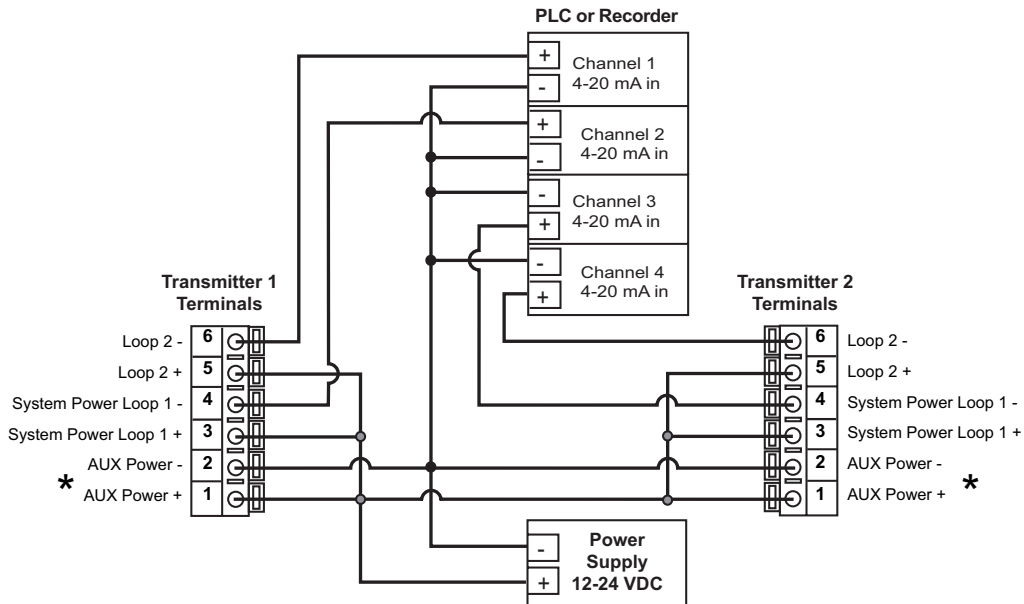 PLC or Recorder
+
Channel 1
4-20 mA in
-
+
Channel 2
4-20 mA in
-
-
Channel 3
4-20 mA in
+
-
Channel 4
4-20 mA in
+
Transmitter 1
Terminals
Loop 2 - 6
Loop 2 + 5
System Power Loop 1 - 4
System Power Loop 1 + 3
AUX Power - 2
* AUX Power + 1
Transmitter 2
Terminals
6 Loop 2 -
5 Loop 2 +
4 System Power Loop 1 -
3 System Power Loop 1 +
2 AUX Power -
1 AUX Power + *
-
+
Power
Supply
12-24 VDC